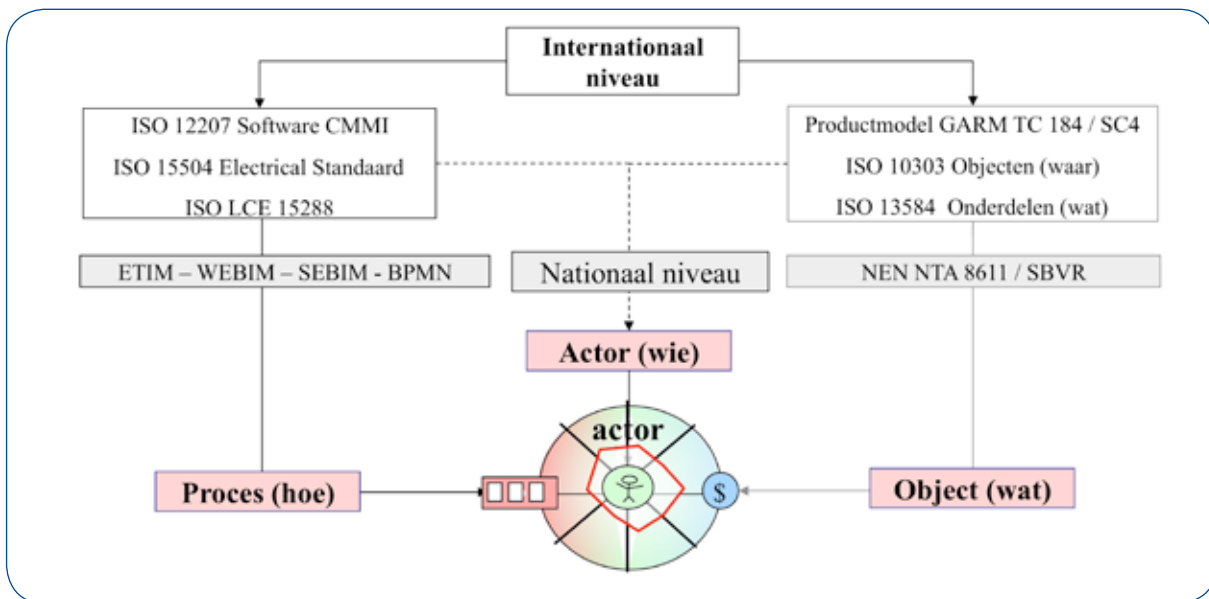 Internationaal
niveau
ISO 12207 Software CMMI
ISO 15504 Electrical Standaard
ISO LCE 15288
Productmodel GARM TC 184 / SC4
ISO 10303 Objecten (waar)
ISO 13584 Onderdelen (wat)
ETIM – WEBIM – SEBIM - BPMN
Nationaal niveau
NEN NTA 8611 / SBVR
Actor (wie)
actor
Proces (hoe)
$
Object (wat)